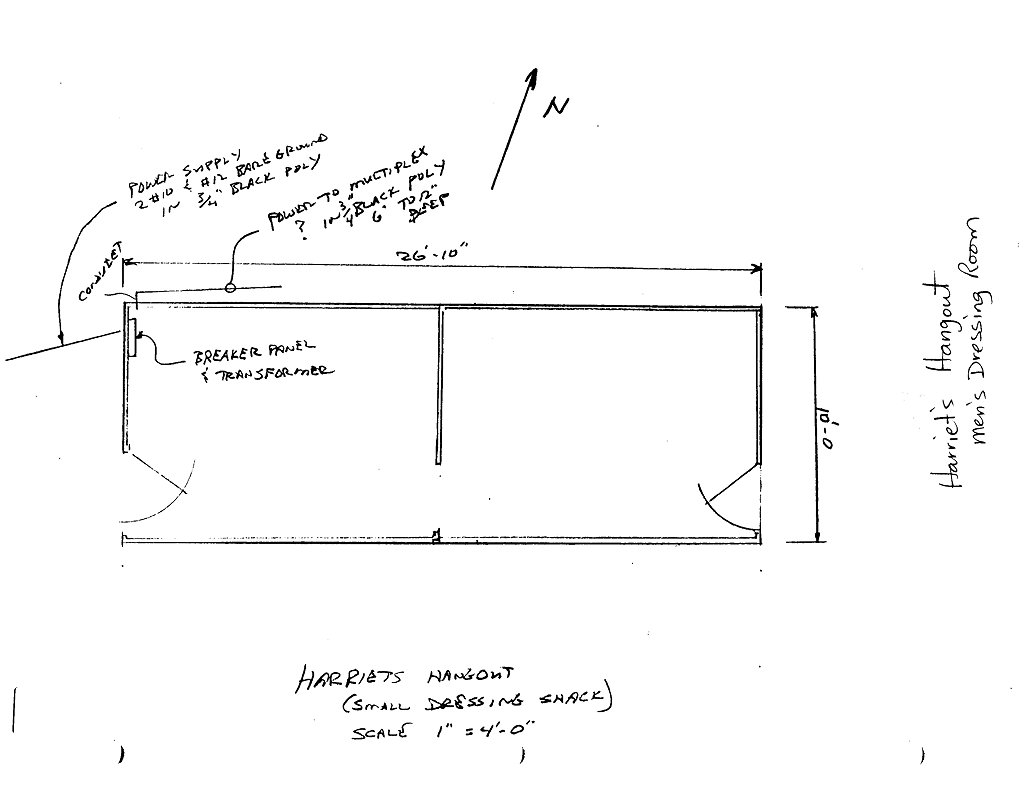 N
POWER SUPPLY
2 #10 & #12 BARE GROUND
IN 3/4" BLACK POLY
POWER TO MULTIPLEX
? IN 3/4" BLACK POLY
6" TO 12"
DEEP
CONDUIT
26'-10"
BREAKER PANEL
& TRANSFORMER
10'-0
Harriet's Hangout
Men's Dressing Room
HARRIETS HANGOUT
(SMALL DRESSING SHACK)
SCALE 1" = 4'-0"